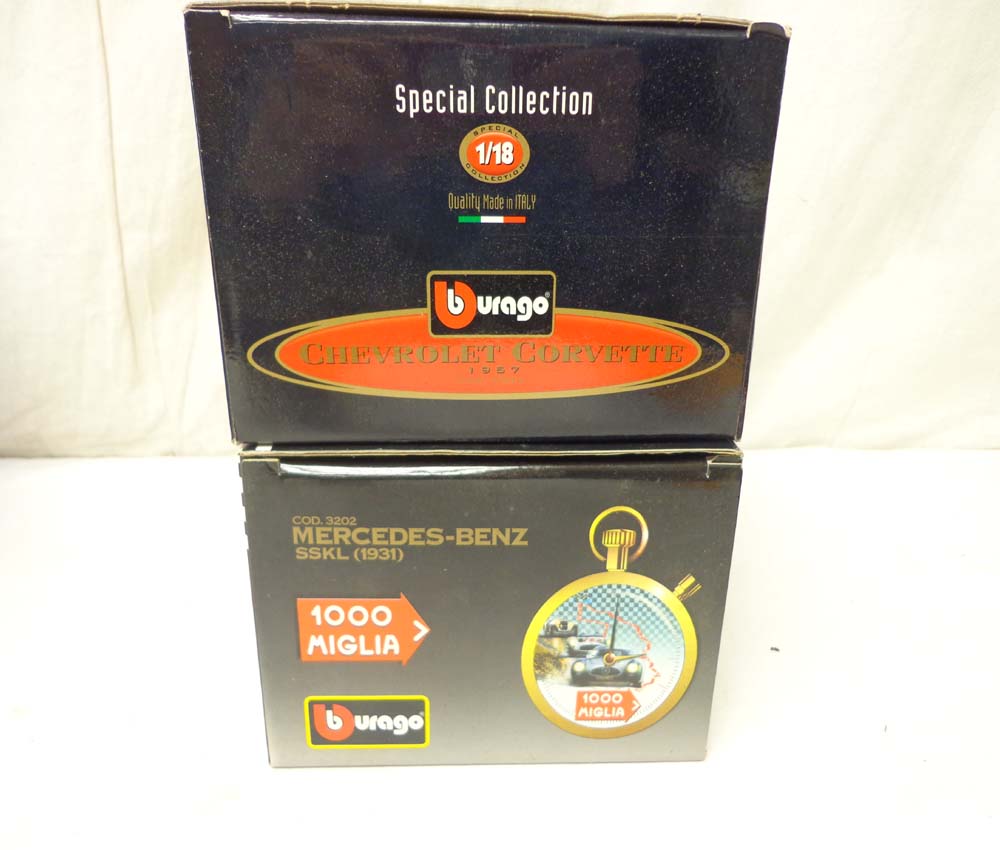 Special Collection
SPECIAL
1/18
COLLECTION
Quality Made in ITALY
burago®
CHEVROLET CORVETTE
1957
COD. 3202
MERCEDES-BENZ
SSKL (1931)
1000
MIGLIA
burago®
1000
MIGLIA